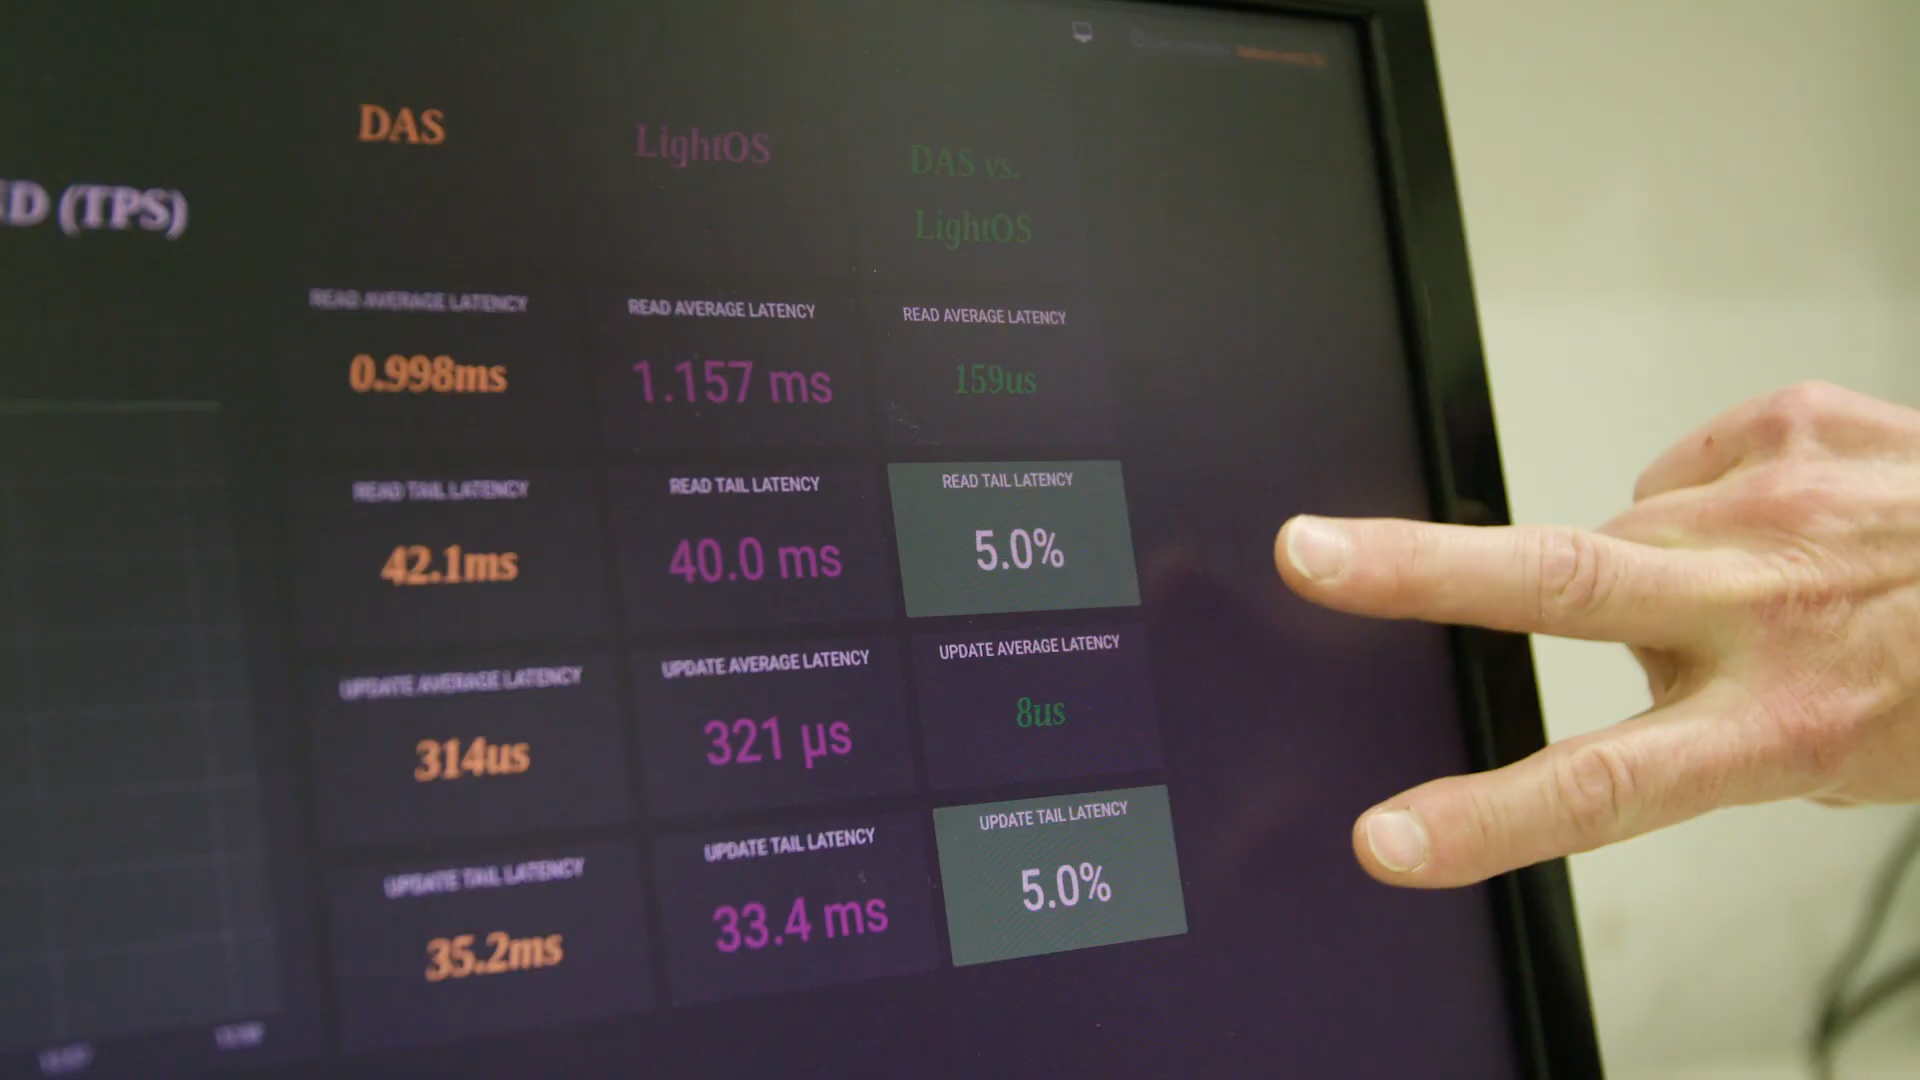 DAS
LightOS
DAS vs.
LightOS
D (TPS)
READ AVERAGE LATENCY
READ AVERAGE LATENCY
READ AVERAGE LATENCY
0.998ms
1.157 ms
159us
READ TAIL LATENCY
READ TAIL LATENCY
READ TAIL LATENCY
42.1ms
40.0 ms
5.0%
UPDATE AVERAGE LATENCY
UPDATE AVERAGE LATENCY
UPDATE AVERAGE LATENCY
314us
321 µs
8us
UPDATE TAIL LATENCY
UPDATE TAIL LATENCY
UPDATE TAIL LATENCY
35.2ms
33.4 ms
5.0%